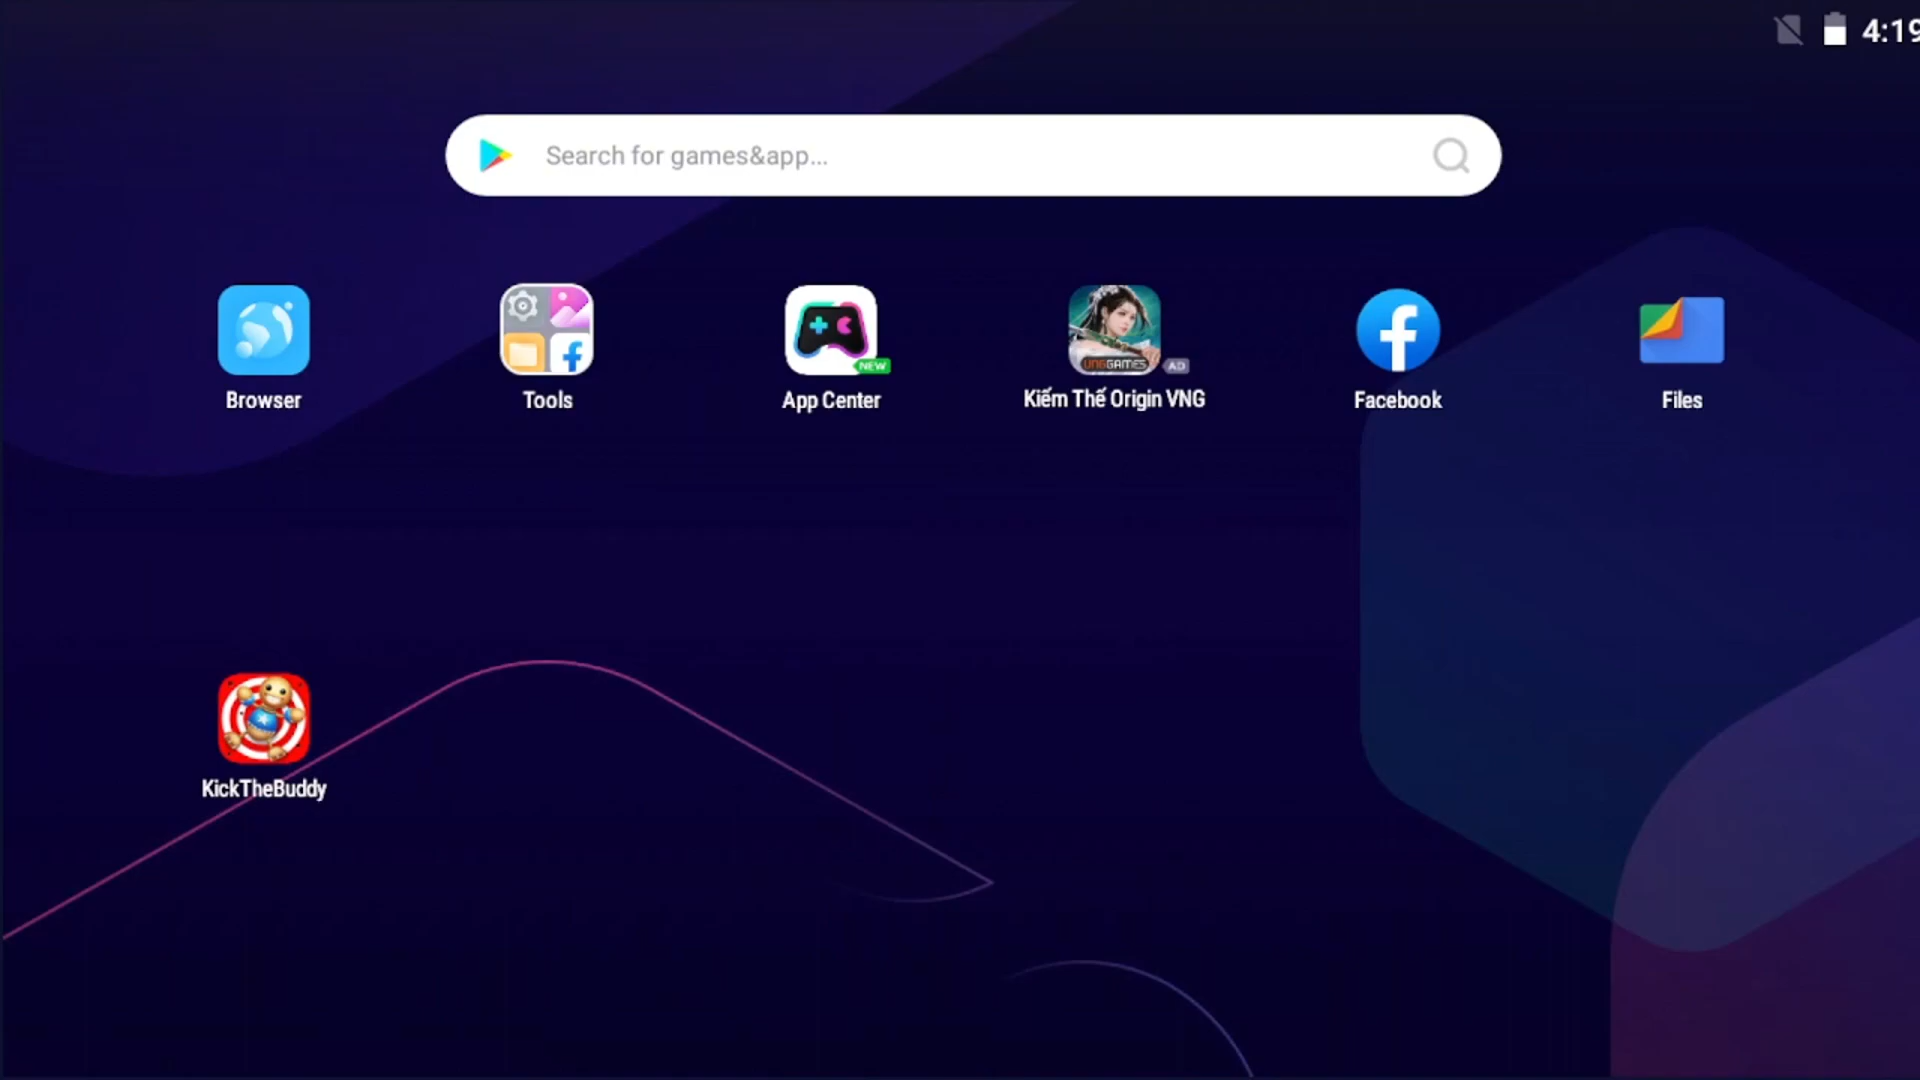 4:19
Search for games&app...
NEW
VNGGAMES
AD
Browser
Tools
App Center
Kiếm Thế Origin VNG
Facebook
Files
KickTheBuddy